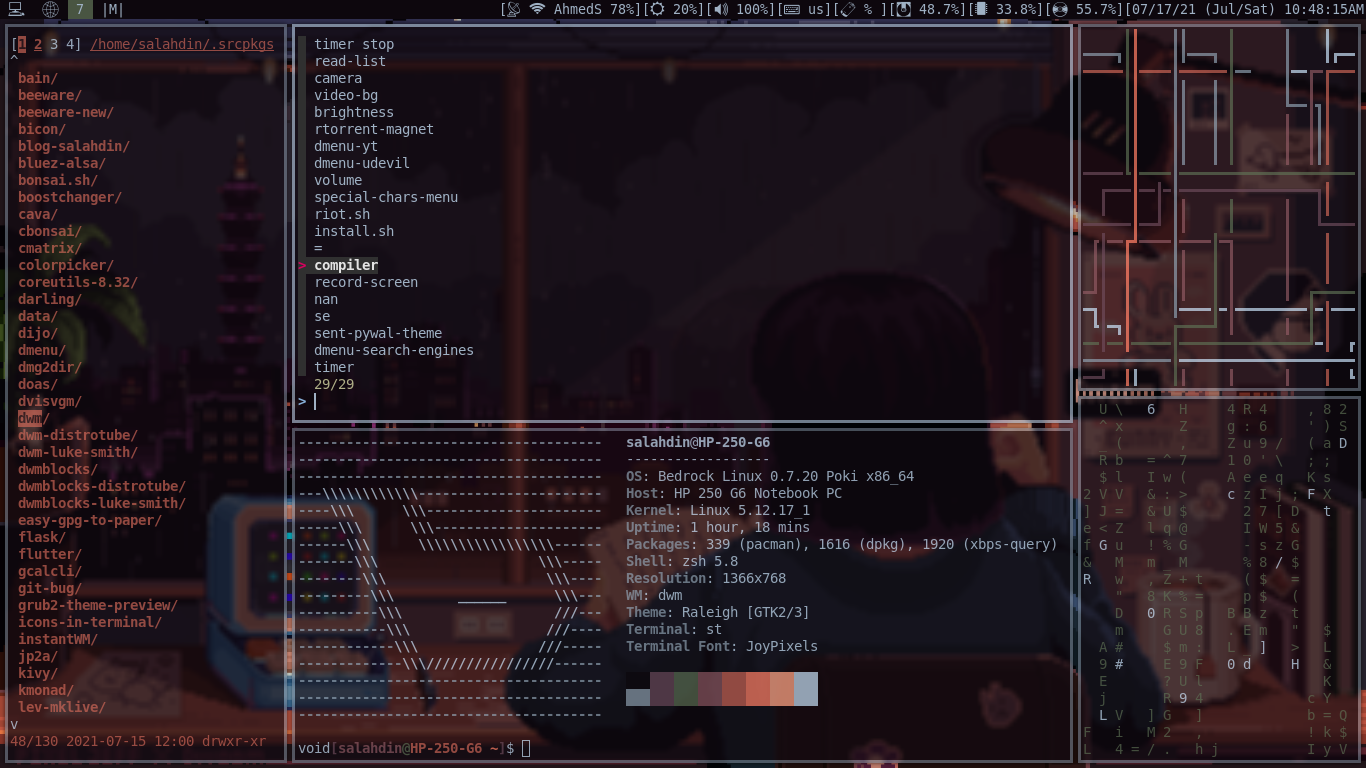 7 |M| [ AhmedS 78%][ 20%][ 100%][ us][ % ][ 48.7%][ 33.8%][ 55.7%][07/17/21 (Jul/Sat) 10:48:15AM
[1 2 3 4] /home/salahdin/.srcpkgs
^
bain/
beeware/
beeware-new/
bicon/
blog-salahdin/
bluez-alsa/
bonsai.sh/
boostchanger/
cava/
cbonsai/
cmatrix/
colorpicker/
coreutils-8.32/
darling/
data/
dijo/
dmenu/
dmg2dir/
doas/
dvisvgm/
dwm/
dwm-distrotube/
dwm-luke-smith/
dwmblocks/
dwmblocks-distrotube/
dwmblocks-luke-smith/
easy-gpg-to-paper/
flask/
flutter/
gcalcli/
git-bug/
grub2-theme-preview/
icons-in-terminal/
instantWM/
jp2a/
kivy/
kmonad/
lev-mklive/
v
48/130 2021-07-15 12:00 drwxr-xr
timer stop
read-list
camera
video-bg
brightness
rtorrent-magnet
dmenu-yt
dmenu-udevil
volume
special-chars-menu
riot.sh
install.sh
=
> compiler
record-screen
nan
se
sent-pywal-theme
dmenu-search-engines
timer
29/29
>
salahdin@HP-250-G6
------------------
OS: Bedrock Linux 0.7.20 Poki x86_64
Host: HP 250 G6 Notebook PC
Kernel: Linux 5.12.17_1
Uptime: 1 hour, 18 mins
Packages: 339 (pacman), 1616 (dpkg), 1920 (xbps-query)
Shell: zsh 5.8
Resolution: 1366x768
WM: dwm
Theme: Raleigh [GTK2/3]
Terminal: st
Terminal Font: JoyPixels
void[salahdin@HP-250-G6 ~]$